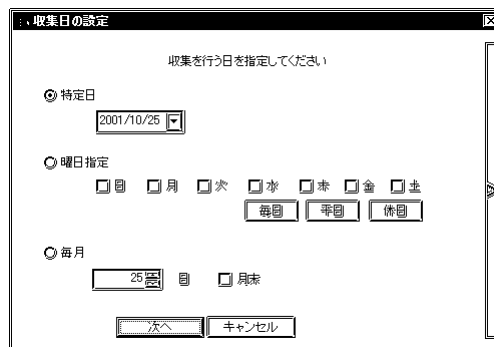 収集日の設定
収集を行う日を指定してください
特定日
2001/10/25
曜日指定
日 月 火 水 木 金 土
毎日 平日 休日
毎月
25 日 月末
次へ キャンセル